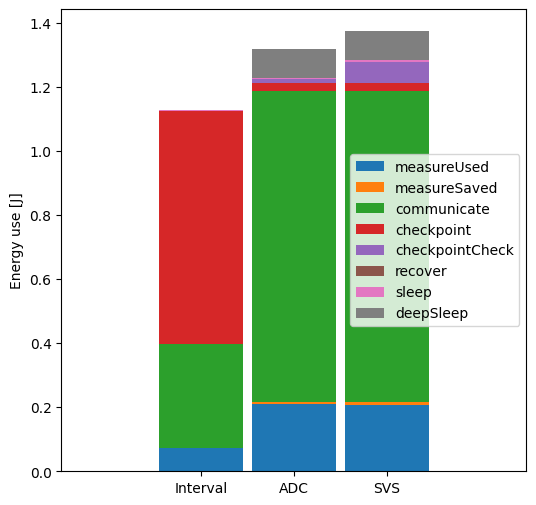 1.4
1.2
1.0
0.8
0.6
0.4
0.2
0.0
Energy use [J]
measureUsed
measureSaved
communicate
checkpoint
checkpointCheck
recover
sleep
deepSleep
Interval ADC SVS